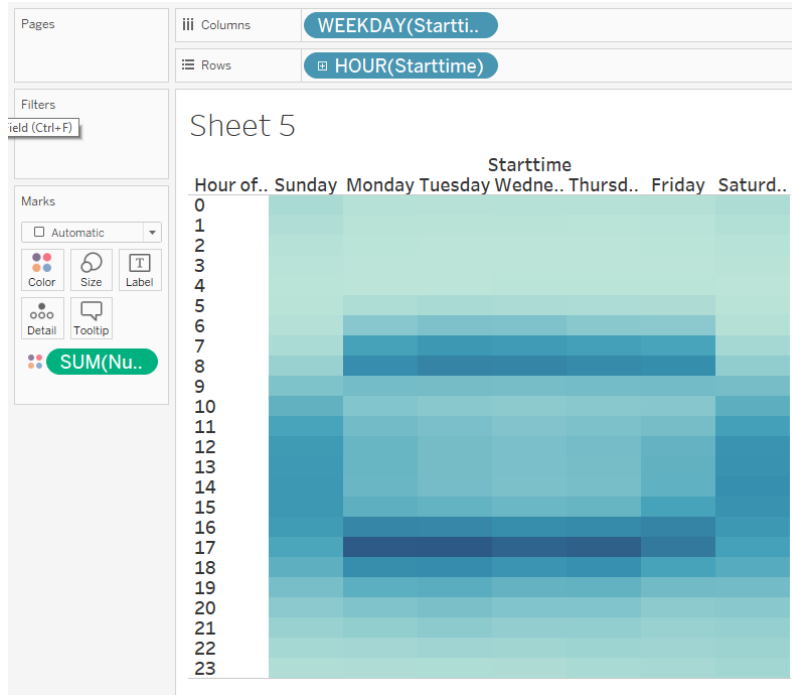 Pages
Columns
WEEKDAY(Startti..
Rows
HOUR(Starttime)
Filters
ield (Ctrl+F)
Sheet 5
Starttime
Hour of.. Sunday Monday Tuesday Wedne.. Thursd.. Friday Saturd..
Marks
Automatic
Color Size Label
Detail Tooltip
SUM(Nu..
0
1
2
3
4
5
6
7
8
9
10
11
12
13
14
15
16
17
18
19
20
21
22
23